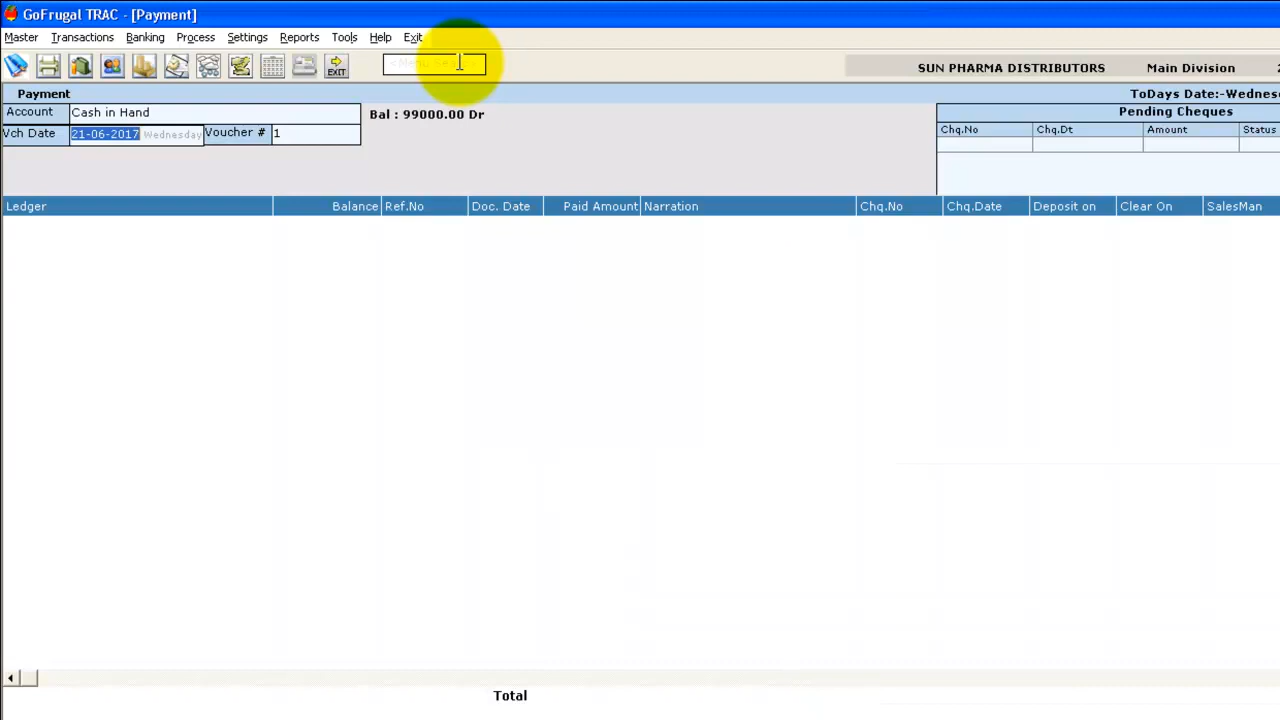 GoFrugal TRAC - [Payment]
Master Transactions Banking Process Settings Reports Tools Help Exit
EXIT SUN PHARMA DISTRIBUTORS Main Division
Payment ToDays Date:-Wednes
Account Cash in Hand Bal : 99000.00 Dr Pending Cheques
Vch Date 21-06-2017 Wednesday Voucher # 1 Chq.No Chq.Dt Amount Status
Ledger Balance Ref.No Doc. Date Paid Amount Narration Chq.No Chq.Date Deposit on Clear On SalesMan
Total